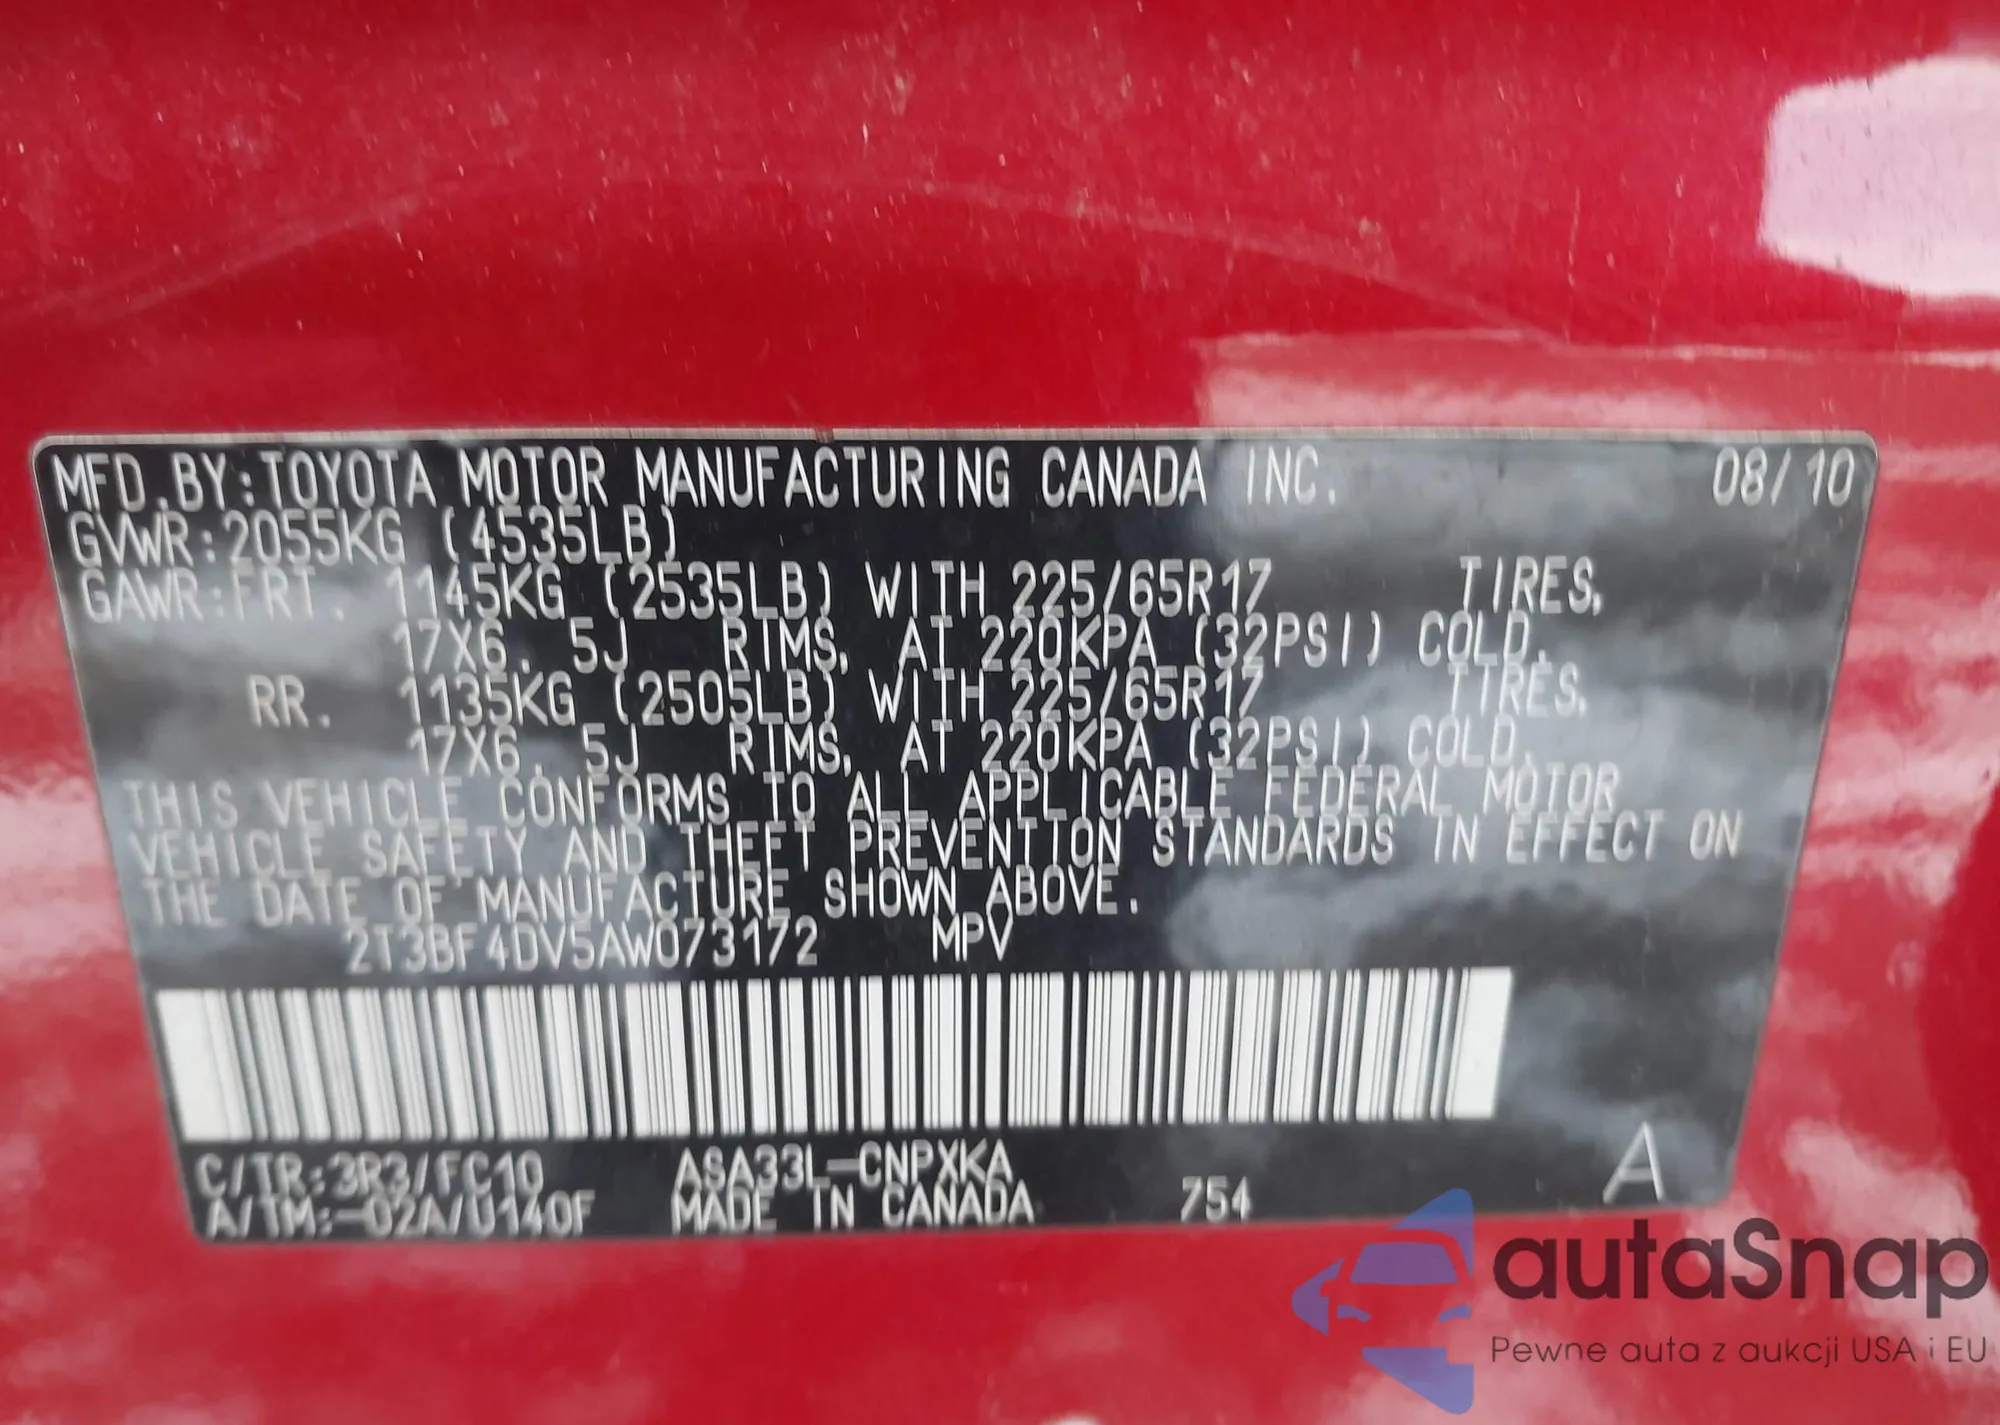 MFD.BY:TOYOTA MOTOR MANUFACTURING CANADA INC. 08/10
GVWR:2055KG (4535LB)
GAWR:FRT. 1145KG (2535LB) WITH 225/65R17 TIRES,
17X6.5J RIMS, AT 220KPA (32PSI) COLD.
RR. 1135KG (2505LB) WITH 225/65R17 TIRES,
17X6.5J RIMS, AT 220KPA (32PSI) COLD.
THIS VEHICLE CONFORMS TO ALL APPLICABLE FEDERAL MOTOR
VEHICLE SAFETY AND THEFT PREVENTION STANDARDS IN EFFECT ON
THE DATE OF MANUFACTURE SHOWN ABOVE.
2T3BF4DV5AW073172 MPV
C/TR:3R3/FC10 ASA33L-CNPXKA
A/TM:-02A/U140F MADE IN CANADA 754 A
autaSnap
Pewne auta z aukcji USA i EU